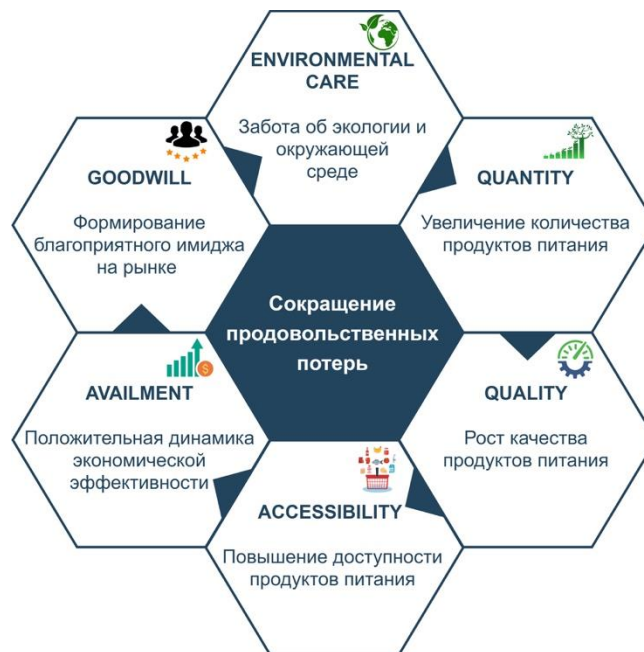 ENVIRONMENTAL
CARE
Забота об экологии и
окружающей
среде
GOODWILL
Формирование
благоприятного имиджа
на рынке
QUANTITY
Увеличение количества
продуктов питания
Сокращение
продовольственных
потерь
AVAILMENT
Положительная динамика
экономической
эффективности
QUALITY
Рост качества
продуктов питания
ACCESSIBILITY
Повышение доступности
продуктов питания